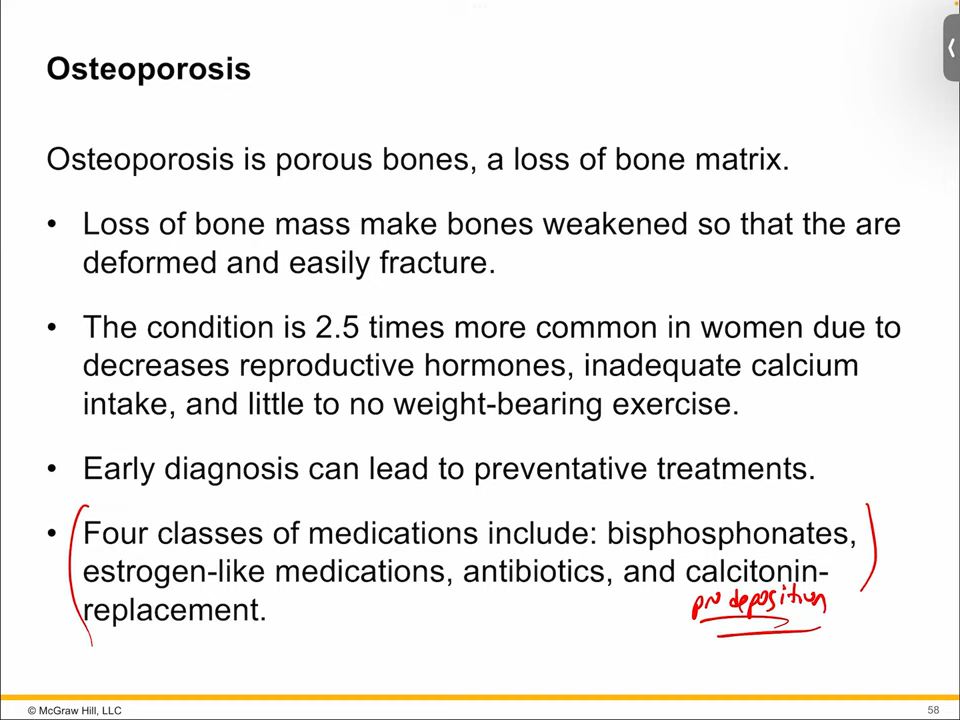 Osteoporosis
Osteoporosis is porous bones, a loss of bone matrix.
• Loss of bone mass make bones weakened so that the are
deformed and easily fracture.
• The condition is 2.5 times more common in women due to
decreases reproductive hormones, inadequate calcium
intake, and little to no weight-bearing exercise.
• Early diagnosis can lead to preventative treatments.
• Four classes of medications include: bisphosphonates,
estrogen-like medications, antibiotics, and calcitonin-
replacement.
pro deposition
© McGraw Hill, LLC
58